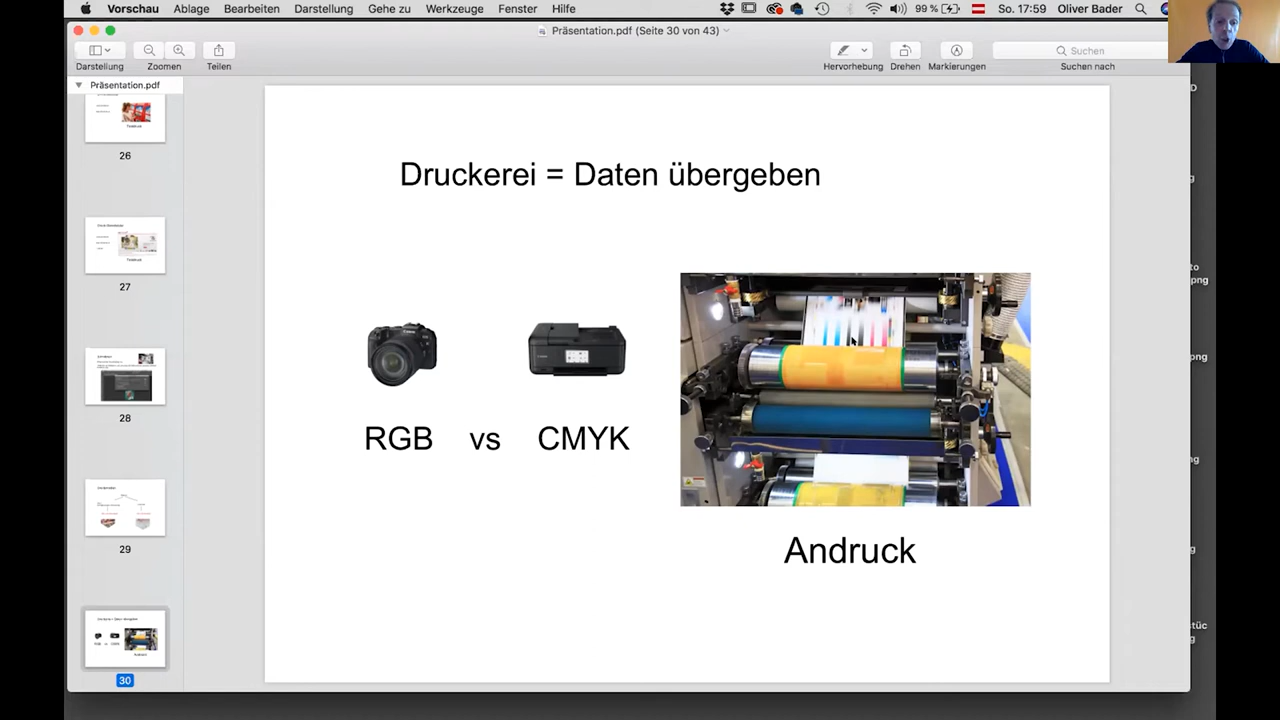 Vorschau Ablage Bearbeiten Darstellung Gehe zu Werkzeuge Fenster Hilfe 99 % So. 17:59 Oliver Bader
Präsentation.pdf (Seite 30 von 43)
Darstellung Zoomen Teilen Hervorhebung Drehen Markierungen Suchen Suchen nach
Präsentation.pdf
26
27
28
29
30
Druckerei = Daten übergeben
RGB vs CMYK
Andruck